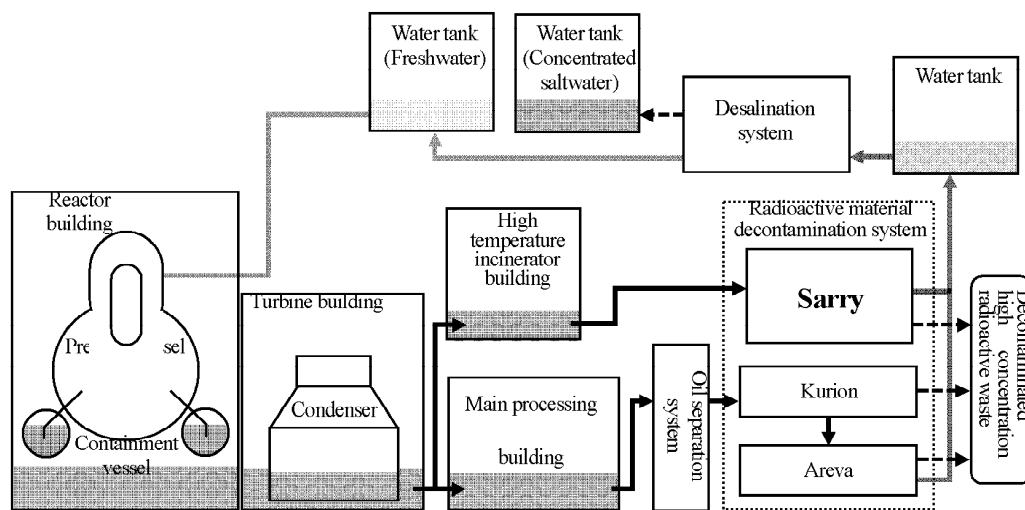 Water tank
(Freshwater)
Water tank
(Concentrated
saltwater)
Desalination
system
Water tank
Reactor
building
High
temperature
incinerator
building
Radioactive material
decontamination system
Sarry
Turbine building
Pre
sel
Condenser
Containment
vessel
Main processing
building
Oil separation
system
Kurion
Areva
Decontaminated
high concentration
radioactive waste